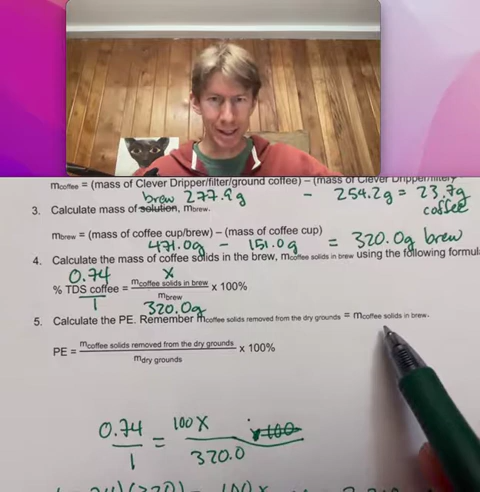 mcoffee = (mass of Clever Dripper/filter/ground coffee) – (mass of Clever Dripper/filter)
277.9g - 254.2g = 23.7g coffee
brew
3. Calculate mass of solution, mbrew.
mbrew = (mass of coffee cup/brew) – (mass of coffee cup)
471.0g - 151.0g = 320.0g brew
4. Calculate the mass of coffee solids in the brew, mcoffee solids in brew using the following formula
0.74 X
% TDS coffee = mcoffee solids in brew x 100%
1 mbrew
320.0g
5. Calculate the PE. Remember mcoffee solids removed from the dry grounds = mcoffee solids in brew.
PE = mcoffee solids removed from the dry grounds x 100%
mdry grounds
0.74 = 100X
1 320.0